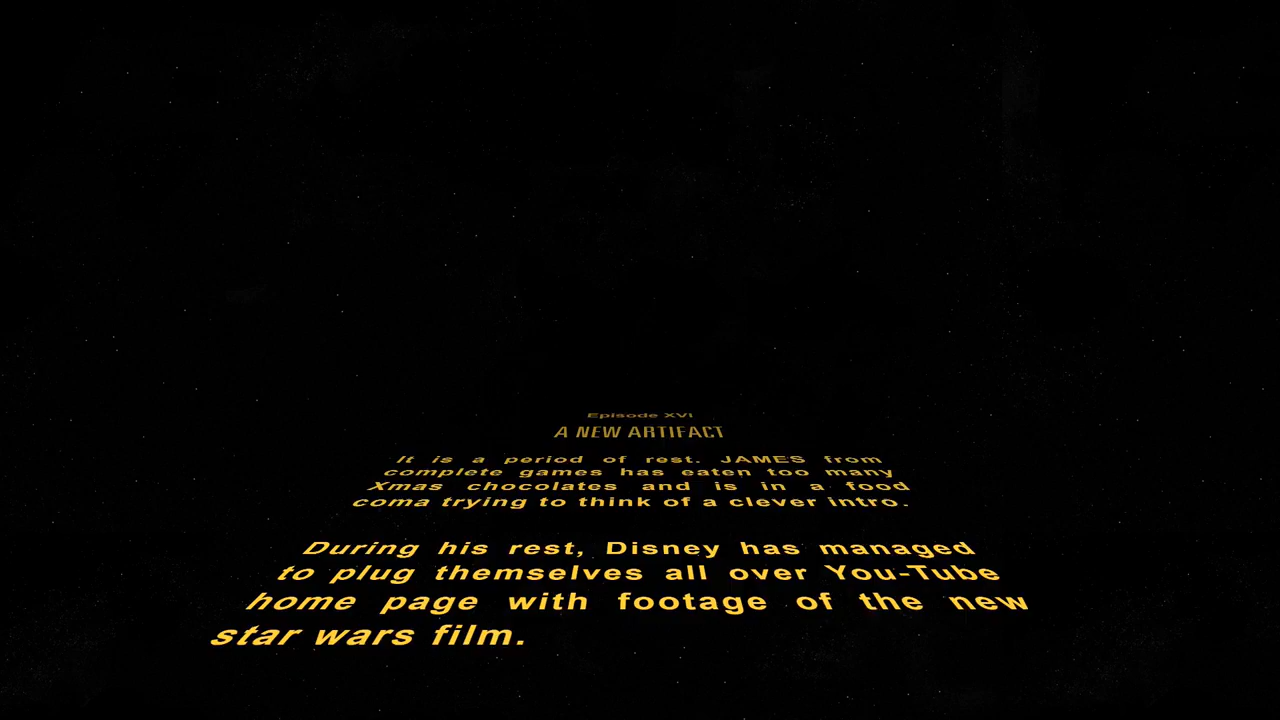 Episode XVI
A NEW ARTIFACT
It is a period of rest. JAMES from
complete games has eaten too many
Xmas chocolates and is in a food
coma trying to think of a clever intro.
During his rest, Disney has managed
to plug themselves all over You-Tube
home page with footage of the new
star wars film.